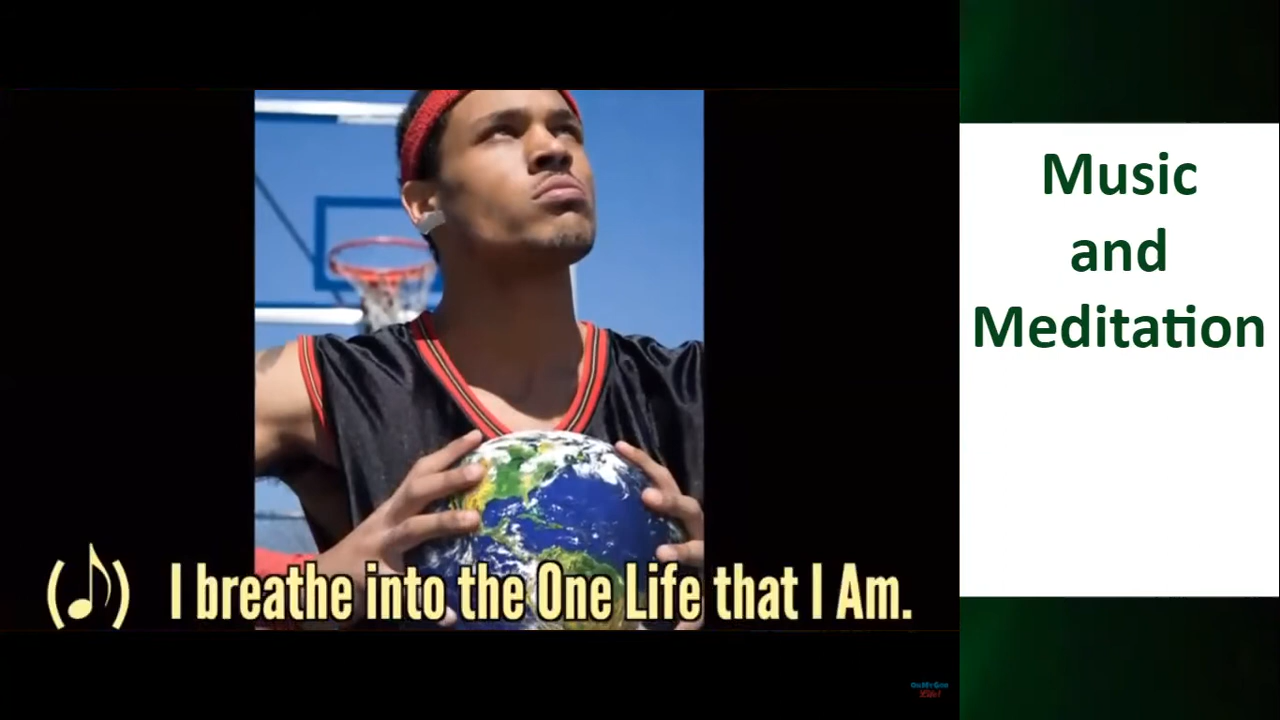 Music
and
Meditation
(♪) I breathe into the One Life that I Am.